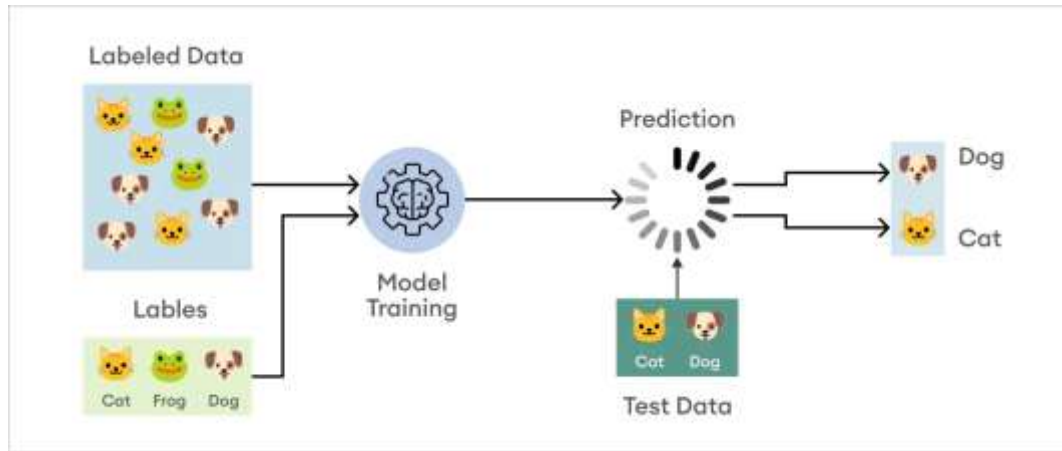 Labeled Data
Prediction
Dog
Cat
Model
Training
Lables
Cat Frog Dog
Cat Dog
Test Data